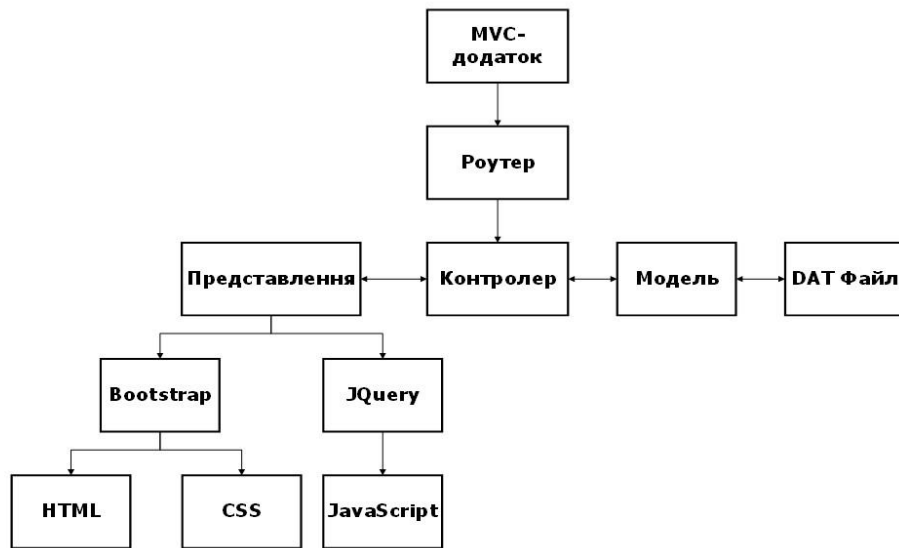 MVC-
додаток
Роутер
Представлення
Контролер
Модель
DAT Файл
Bootstrap
JQuery
HTML
CSS
JavaScript